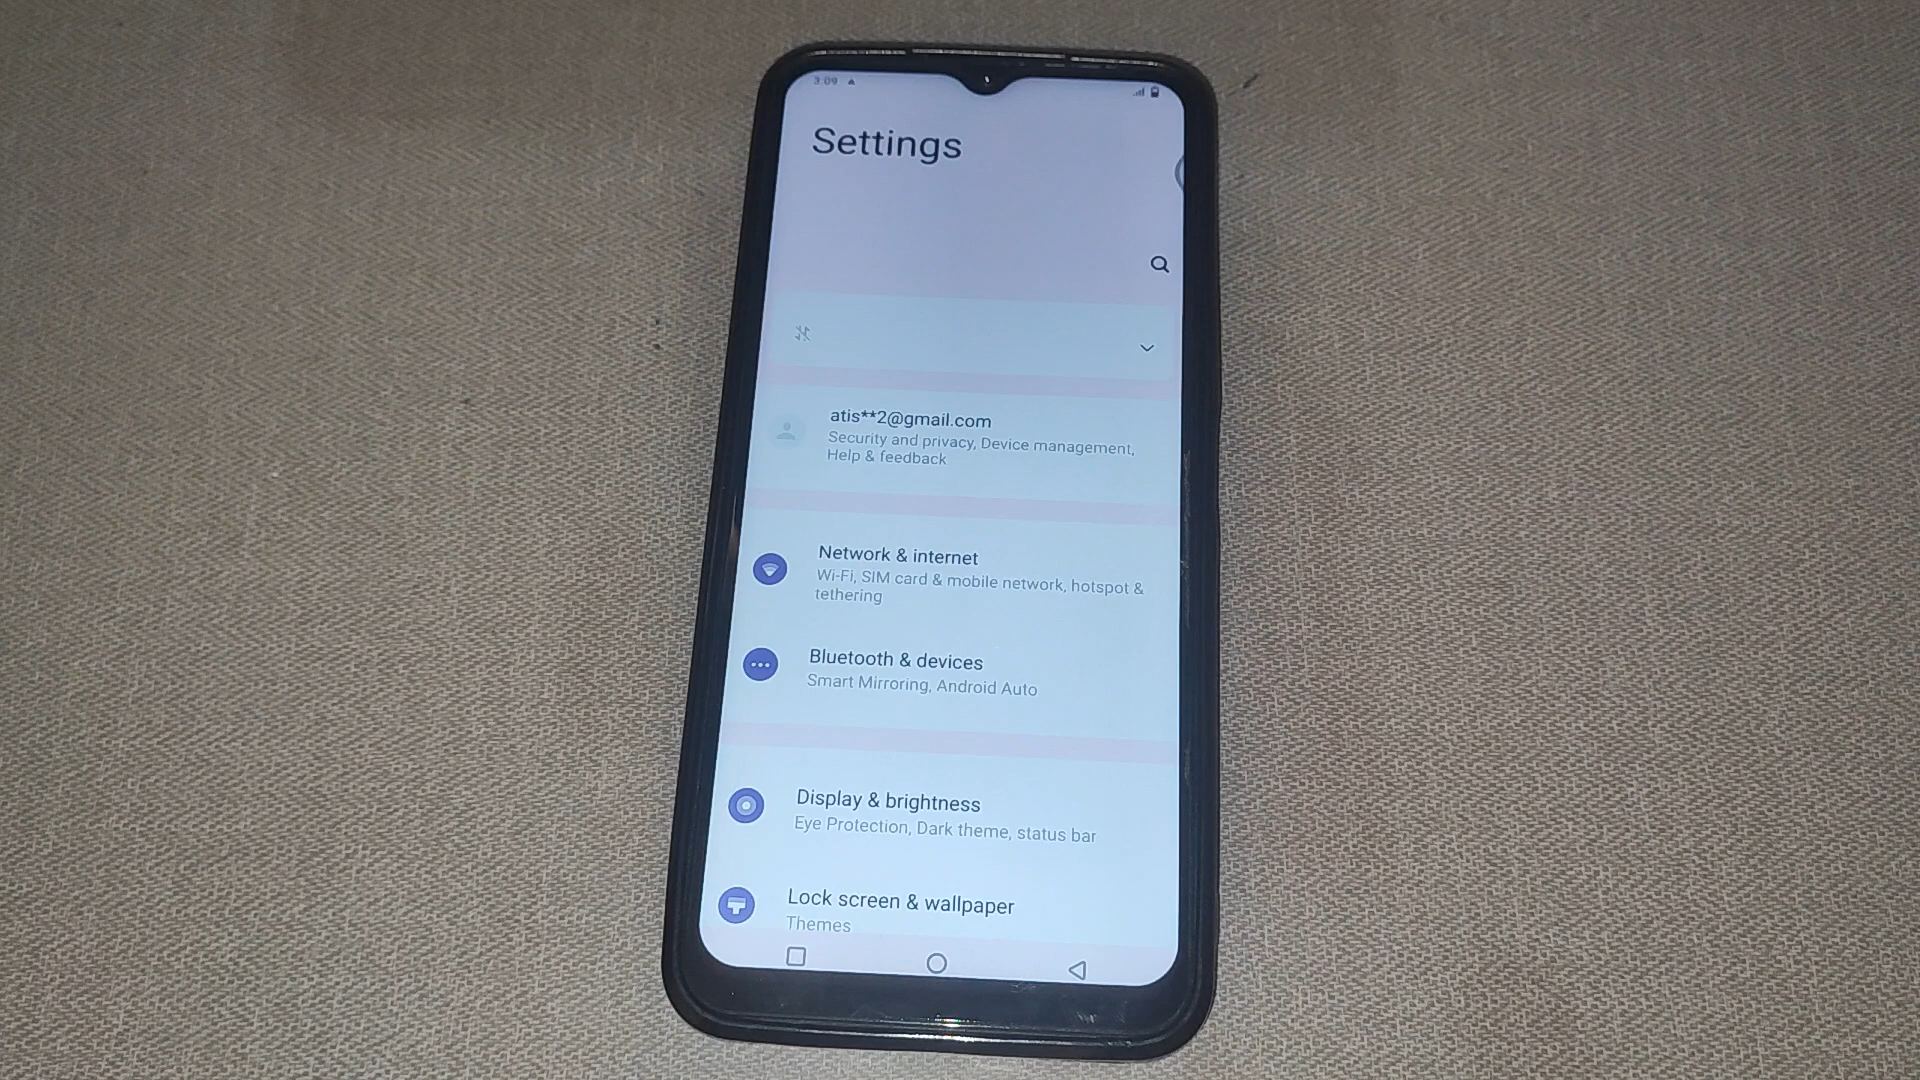 3:09
Settings
atis**2@gmail.com
Security and privacy, Device management,
Help & feedback
Network & internet
Wi-Fi, SIM card & mobile network, hotspot &
tethering
Bluetooth & devices
Smart Mirroring, Android Auto
Display & brightness
Eye Protection, Dark theme, status bar
Lock screen & wallpaper
Themes